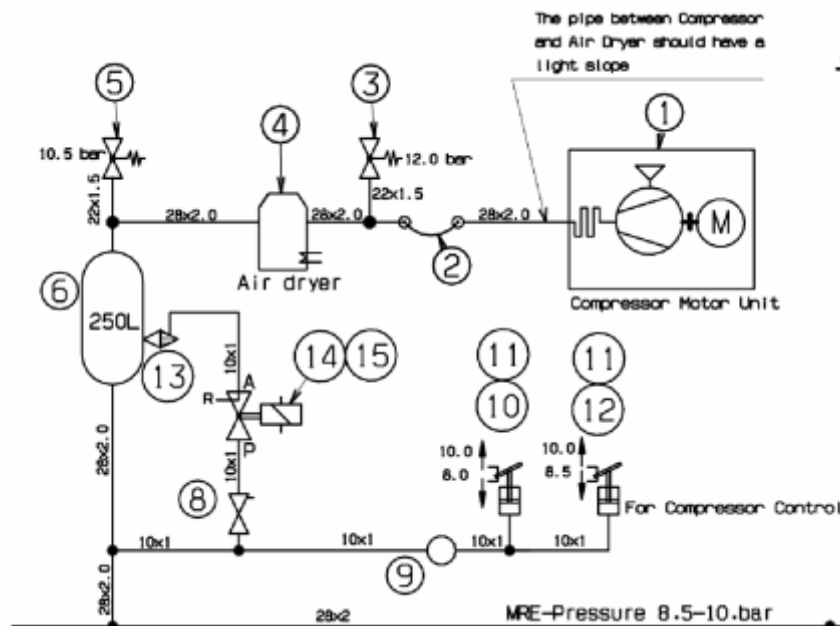 The pipe between Compressor
and Air Dryer should have a
light slope
5
3
4
1
10.5 bar
12.0 bar
22x1.5
22x1.5
28x2.0
28x2.0
28x2.0
M
2
Air dryer
Compressor Motor Unit
6
250L
13
10x1
14
15
11
11
10
12
A
R
P
10.0
8.0
10.0
8.5
28x2.0
10x1
8
For Compressor Control
10x1
10x1
10x1
10x1
9
28x2.0
28x2
MRE-Pressure 8.5-10.bar